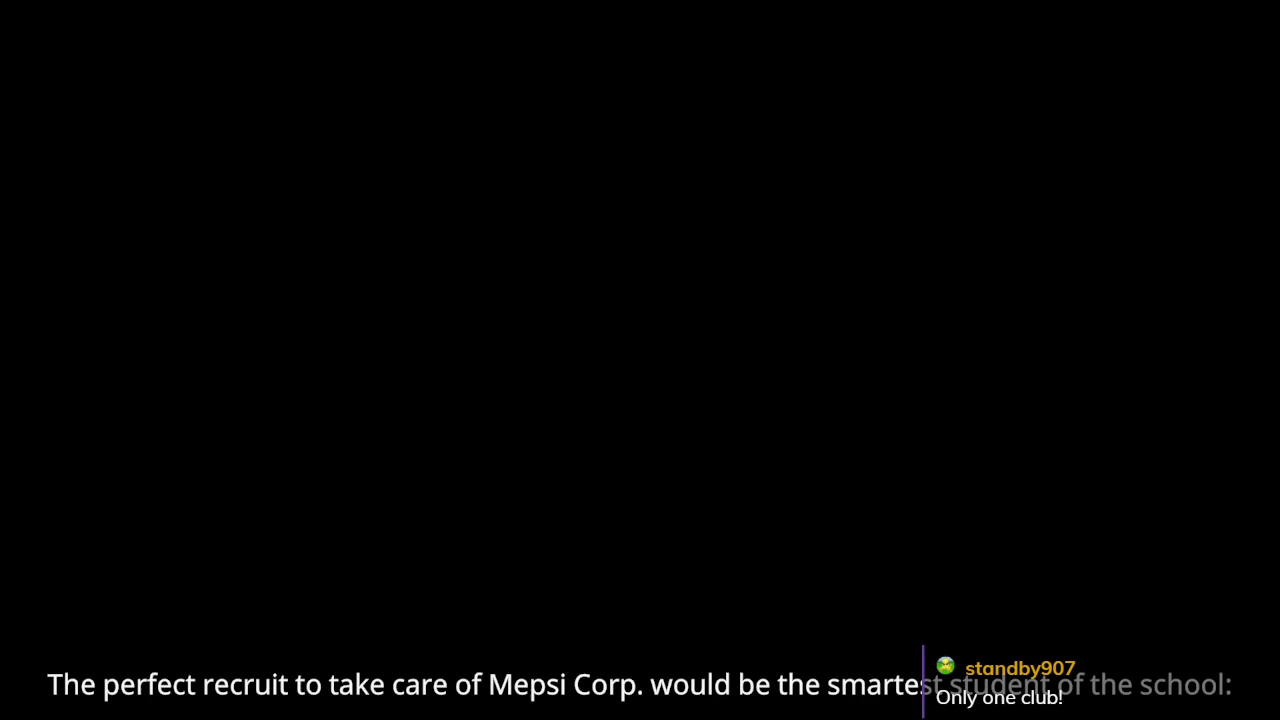 The perfect recruit to take care of Mepsi Corp. would be the smartest student of the school:
standby907
Only one club!